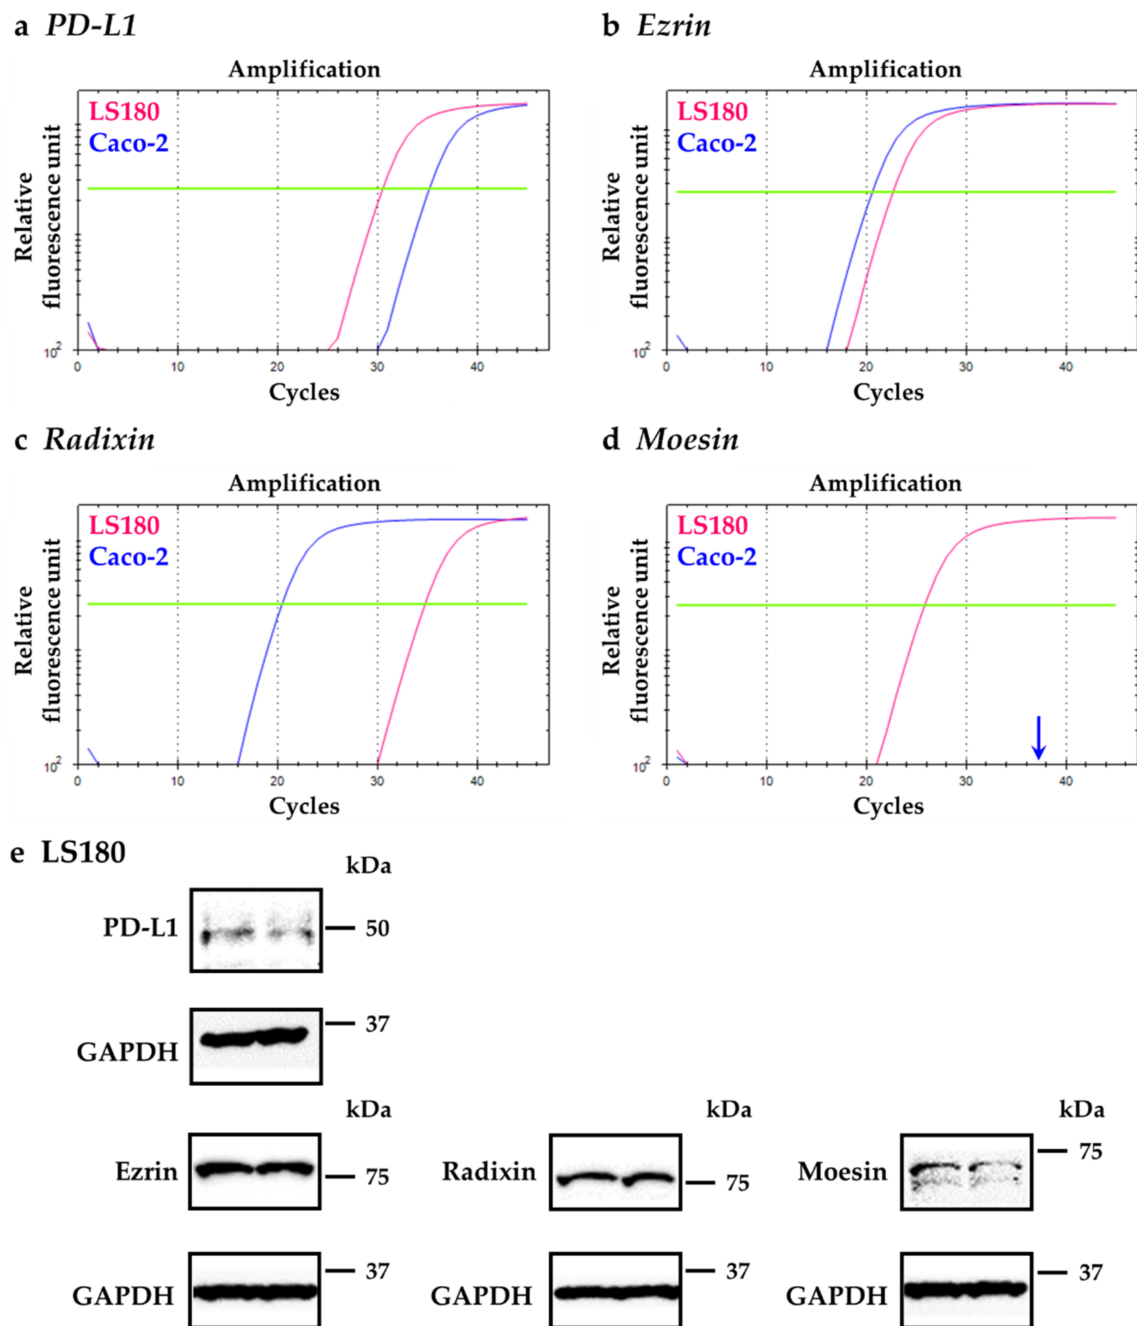 a PD-L1
Amplification
LS180
Caco-2
Relative
fluorescence unit
10²
0 10 20 30 40
Cycles
b Ezrin
Amplification
LS180
Caco-2
Relative
fluorescence unit
10²
0 10 20 30 40
Cycles
c Radixin
Amplification
LS180
Caco-2
Relative
fluorescence unit
10²
0 10 20 30 40
Cycles
d Moesin
Amplification
LS180
Caco-2
Relative
fluorescence unit
10²
0 10 20 30 40
Cycles
e LS180
kDa
PD-L1
50
GAPDH
37
kDa
Ezrin
75
GAPDH
37
kDa
Radixin
75
GAPDH
37
kDa
Moesin
75
GAPDH
37